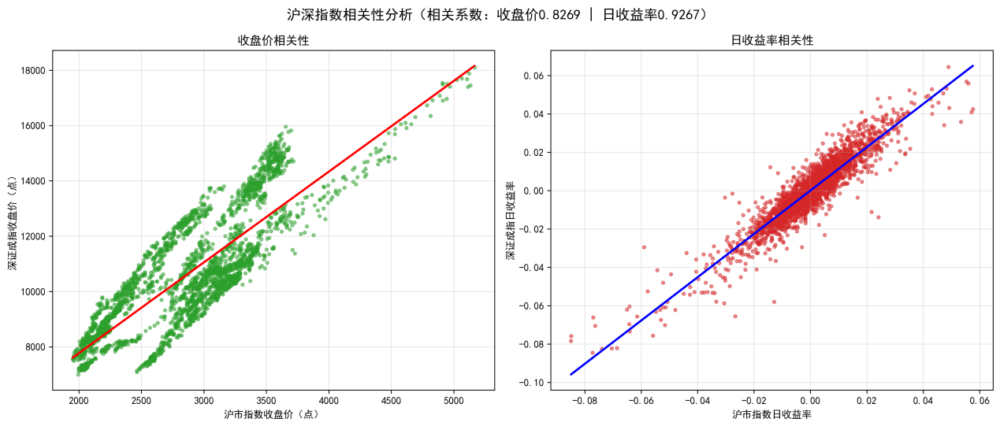 沪深指数相关性分析（相关系数：收盘价0.8269 | 日收益率0.9267）
收盘价相关性
深证成指收盘价（点）
18000
16000
14000
12000
10000
8000
2000 2500 3000 3500 4000 4500 5000
沪市指数收盘价（点）
日收益率相关性
深证成指日收益率
0.06
0.04
0.02
0.00
−0.02
−0.04
−0.06
−0.08
−0.10
−0.08 −0.06 −0.04 −0.02 0.00 0.02 0.04 0.06
沪市指数日收益率